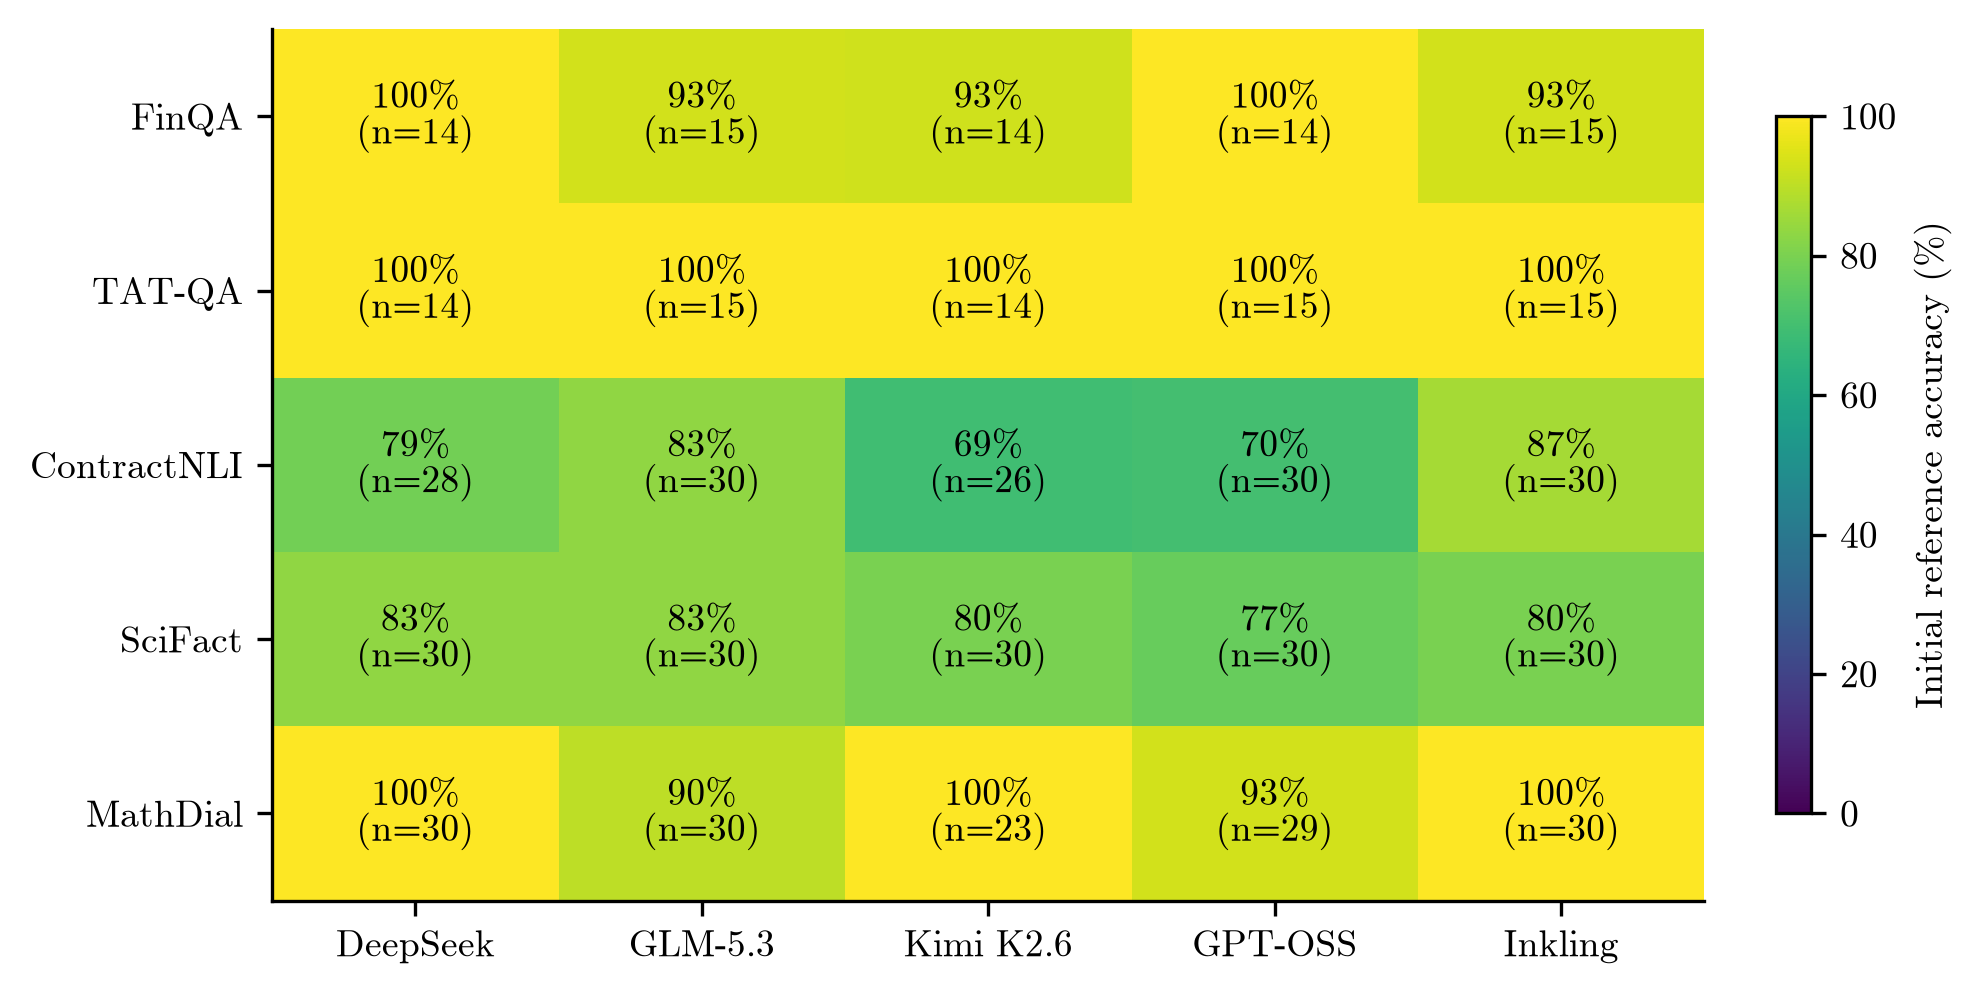 FinQA
100%
(n=14)
93%
(n=15)
93%
(n=14)
100%
(n=14)
93%
(n=15)
TAT-QA
100%
(n=14)
100%
(n=15)
100%
(n=14)
100%
(n=15)
100%
(n=15)
ContractNLI
79%
(n=28)
83%
(n=30)
69%
(n=26)
70%
(n=30)
87%
(n=30)
SciFact
83%
(n=30)
83%
(n=30)
80%
(n=30)
77%
(n=30)
80%
(n=30)
MathDial
100%
(n=30)
90%
(n=30)
100%
(n=23)
93%
(n=29)
100%
(n=30)
DeepSeek
GLM-5.3
Kimi K2.6
GPT-OSS
Inkling
100
80
60
40
20
0
Initial reference accuracy (%)